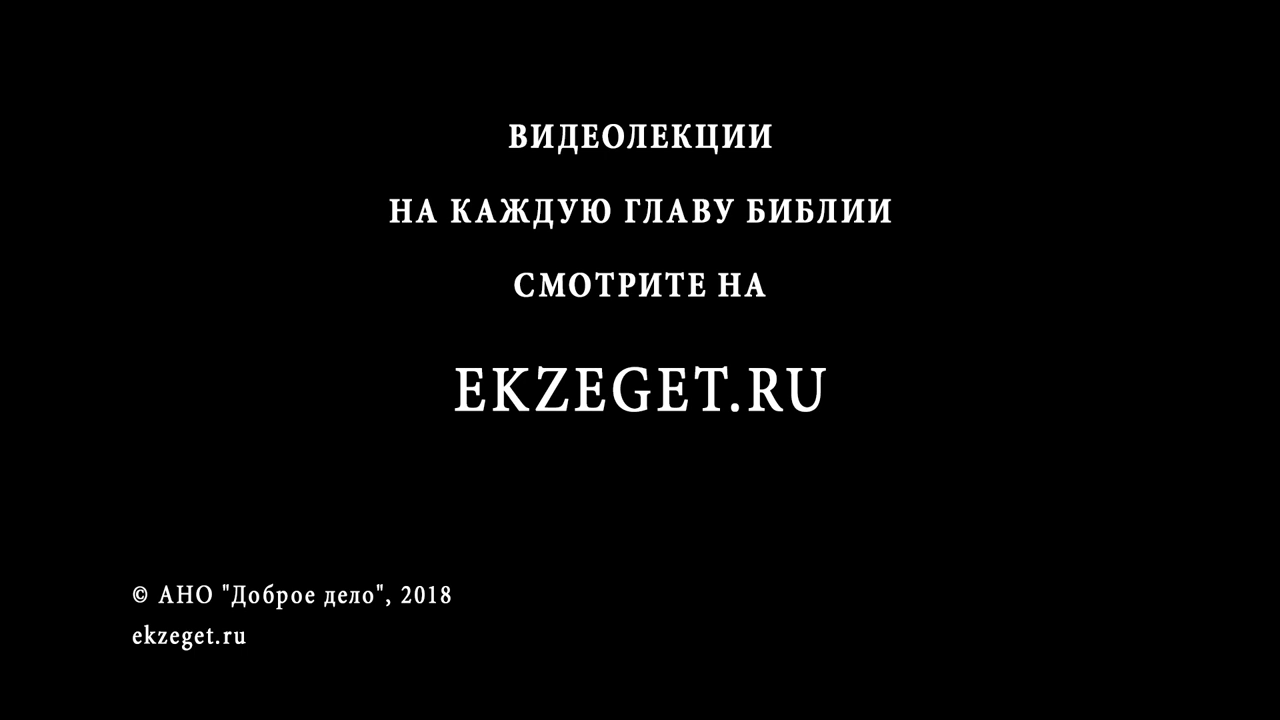 ВИДЕОЛЕКЦИИ
НА КАЖДУЮ ГЛАВУ БИБЛИИ
СМОТРИТЕ НА
EKZEGET.RU
© АНО "Доброе дело", 2018
ekzeget.ru